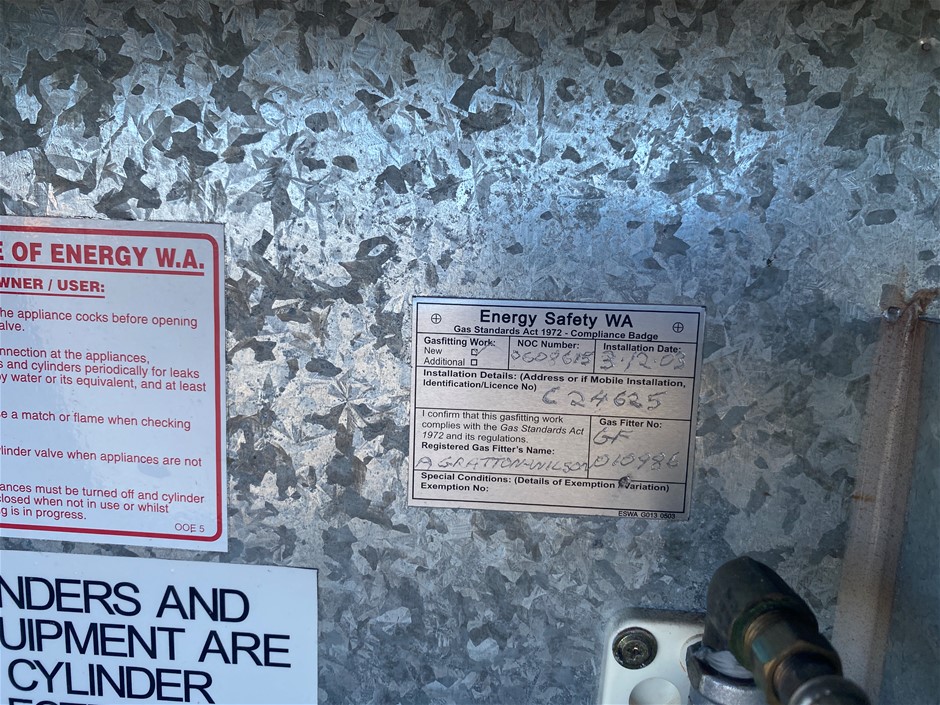 E OF ENERGY W.A.
WNER / USER:
he appliance cocks before opening
alve.
nnection at the appliances,
s and cylinders periodically for leaks
y water or its equivalent, and at least
e a match or flame when checking
linder valve when appliances are not
ances must be turned off and cylinder
closed when not in use or whilst
g is in progress.
OOE 5
NDERS AND
UIPMENT ARE
CYLINDER
Energy Safety WA
Gas Standards Act 1972 - Compliance Badge
Gasfitting Work:
New
Additional
NOC Number:
Installation Date:
3-12-03
Installation Details: (Address or if Mobile Installation,
Identification/Licence No)
C24625
I confirm that this gasfitting work
complies with the Gas Standards Act
1972 and its regulations.
Registered Gas Fitter's Name:
A GRATTON-WILSON
Gas Fitter No:
GF
Special Conditions: (Details of Exemption / Variation)
Exemption No:
ESWA G013 0503